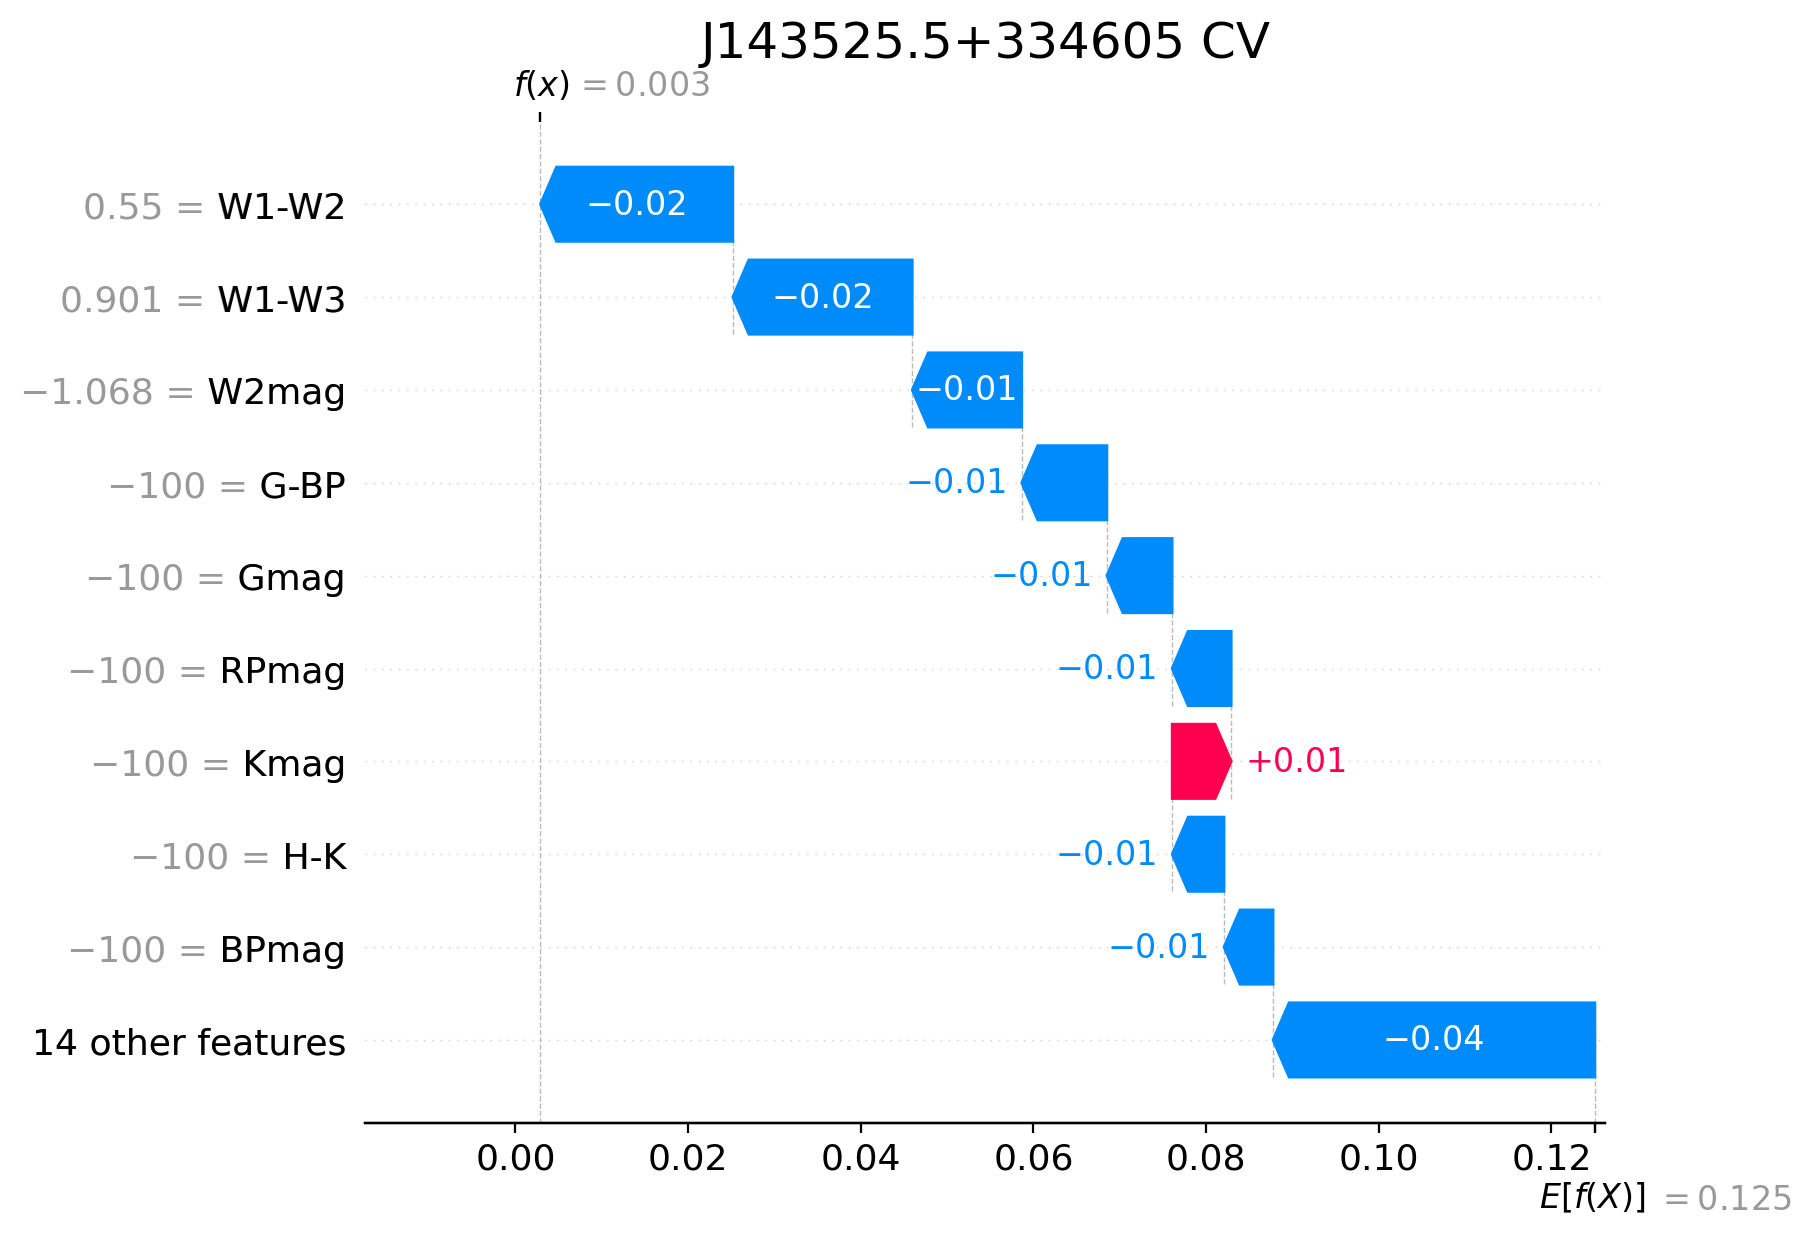 J143525.5+334605 CV
f(x) = 0.003
0.55 = W1-W2 −0.02
0.901 = W1-W3 −0.02
−1.068 = W2mag −0.01
−100 = G-BP −0.01
−100 = Gmag −0.01
−100 = RPmag −0.01
−100 = Kmag +0.01
−100 = H-K −0.01
−100 = BPmag −0.01
14 other features −0.04
0.00 0.02 0.04 0.06 0.08 0.10 0.12
E[f(X)] = 0.125